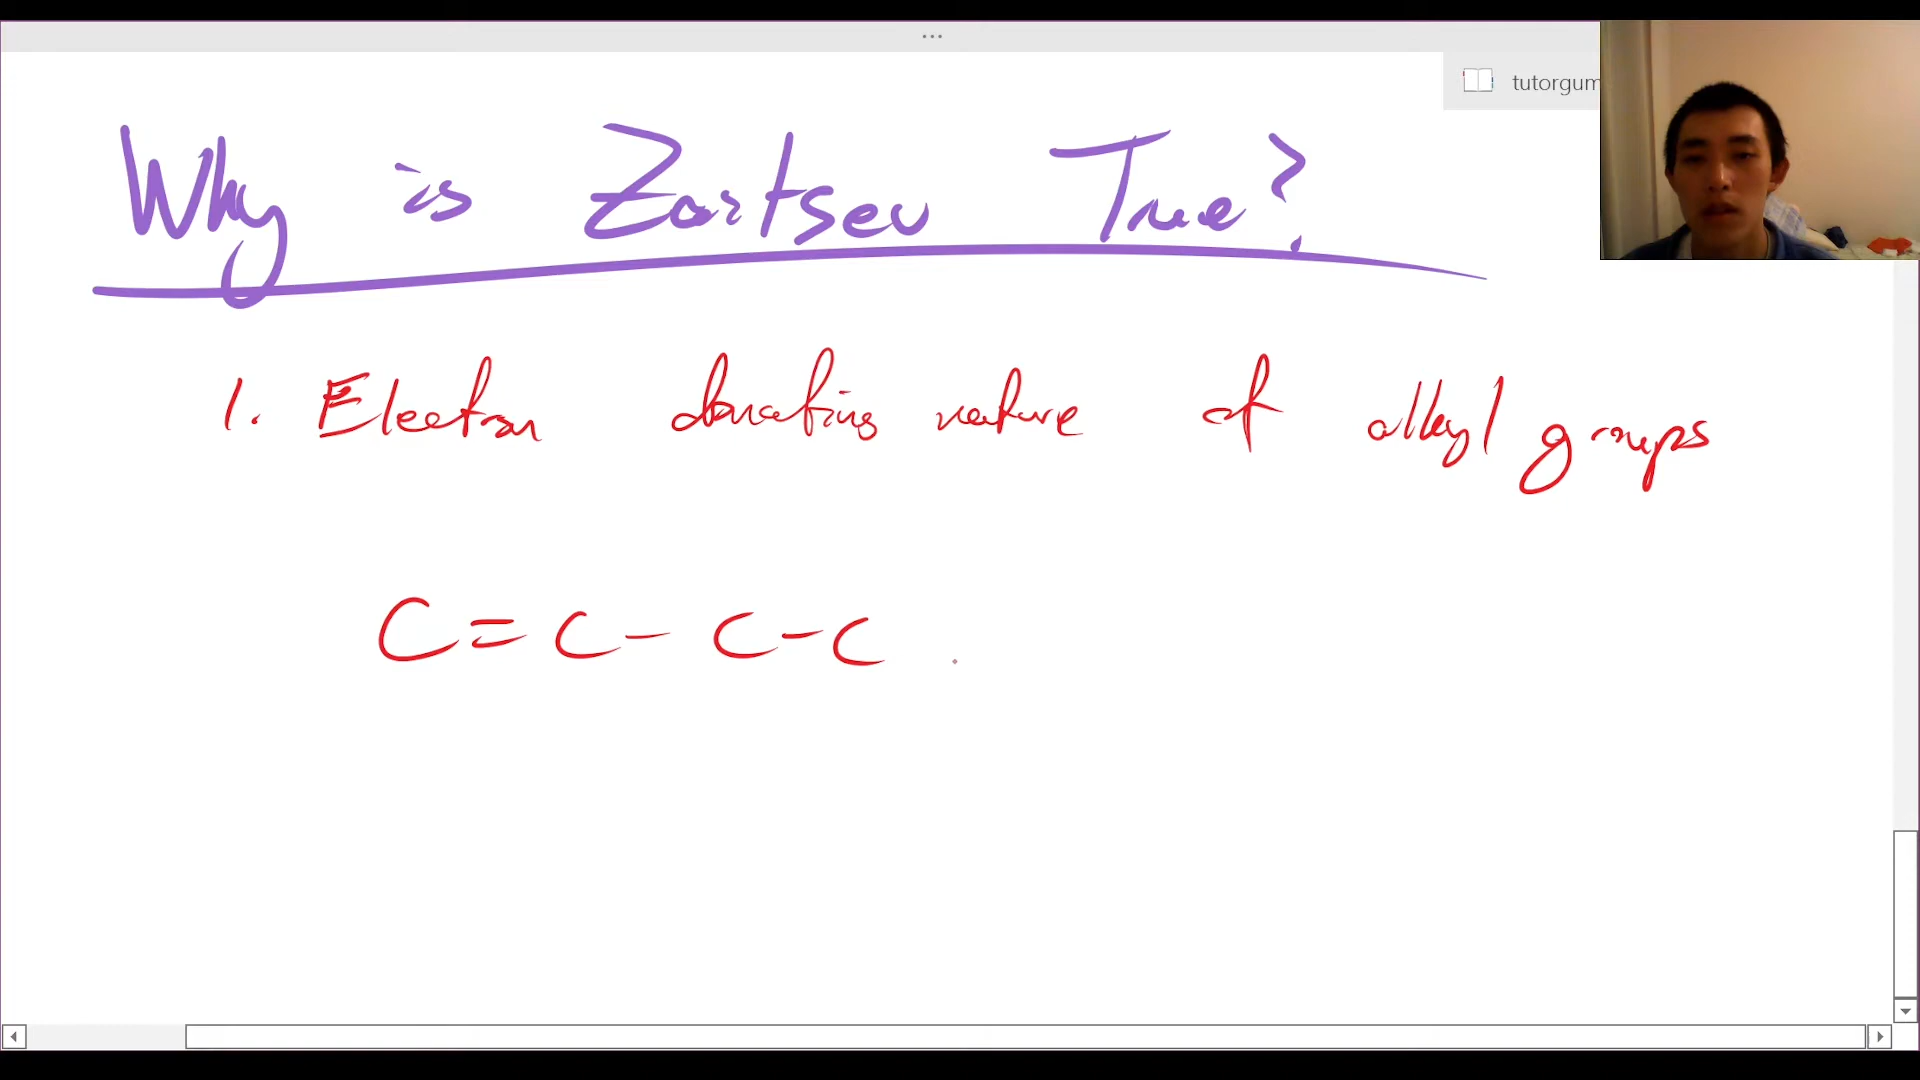 ...
tutorgum
Why is Zaitsev True?
1. Electron donating nature of alkyl groups
C=C-C-C